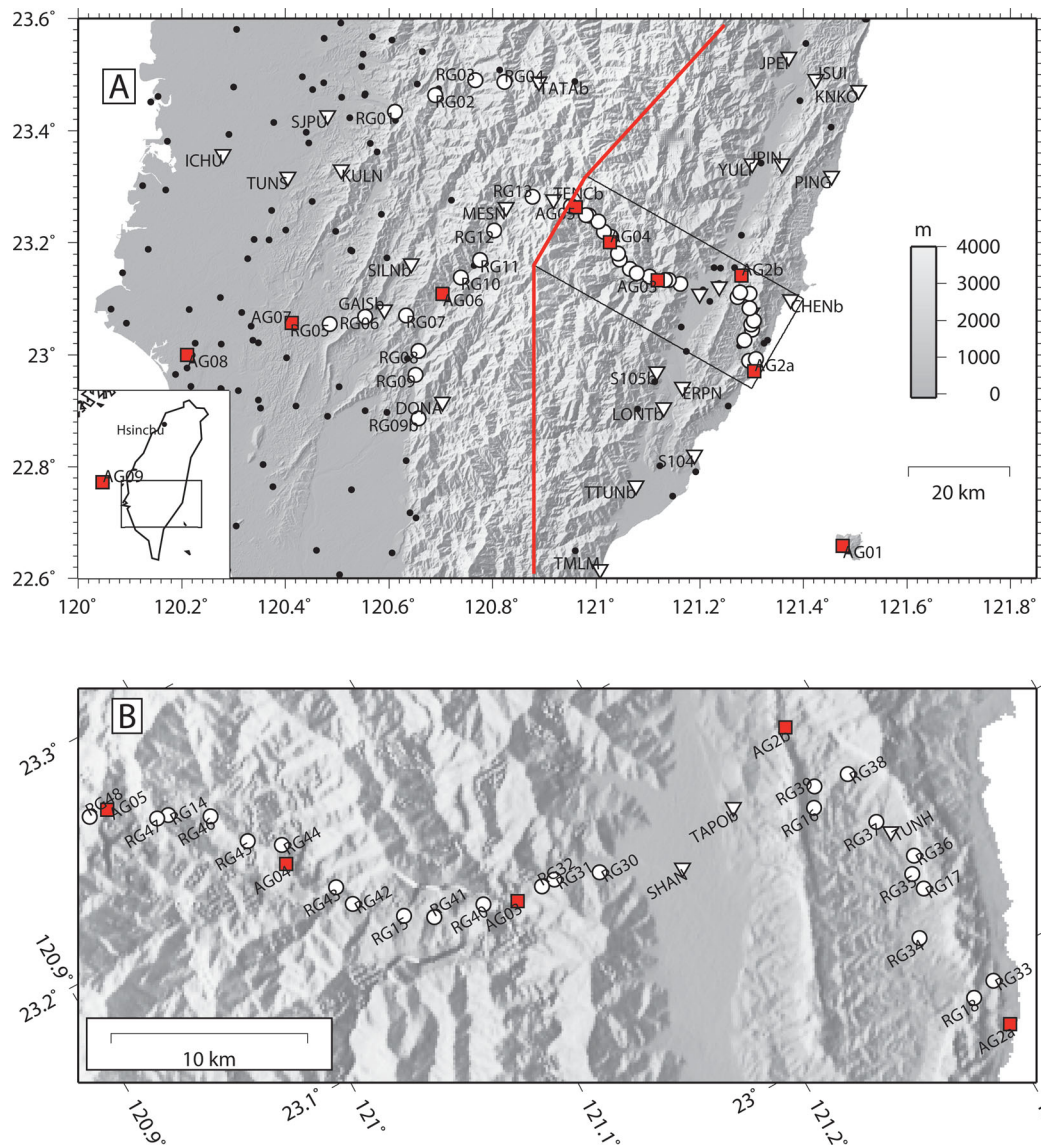 23.6˚
A
RG03
RG04
TATAb
JPEI
JSUI
KNKO
RG02
23.4˚
SJPU
RG01
ICHU
TUNS
KULN
YULI
JPIN
PING
RG13
TENCb
MESN
AG05
m
4000
3000
2000
1000
0
23.2˚
RG12
AG04
RG11
SILNb
RG10
AG03
AG2b
GAISb
AG06
CHENb
AG07
RG05
RG06
RG07
23˚
AG08
RG08
RG09
S105b
AG2a
ERPN
DONA
LONTb
RG09b
Hsinchu
22.8˚
S104
20 km
AG09
TTUNb
AG01
TMLM
22.6˚
120˚
120.2˚
120.4˚
120.6˚
120.8˚
121˚
121.2˚
121.4˚
121.6˚
121.8˚
B
23.3˚
AG2b
RG38
RG39
RG48
AG05
RG47
RG14
RG46
TAPOb
RG16
RG37
TUNH
RG45
RG44
AG04
RG36
SHAN
RG35
RG17
RG43
RG42
RG32
RG31
RG30
RG15
RG41
RG40
AG03
RG34
RG33
RG18
AG2a
120.9˚
23.2˚
10 km
120.9˚
23.1˚
121˚
121.1˚
23˚
121.2˚